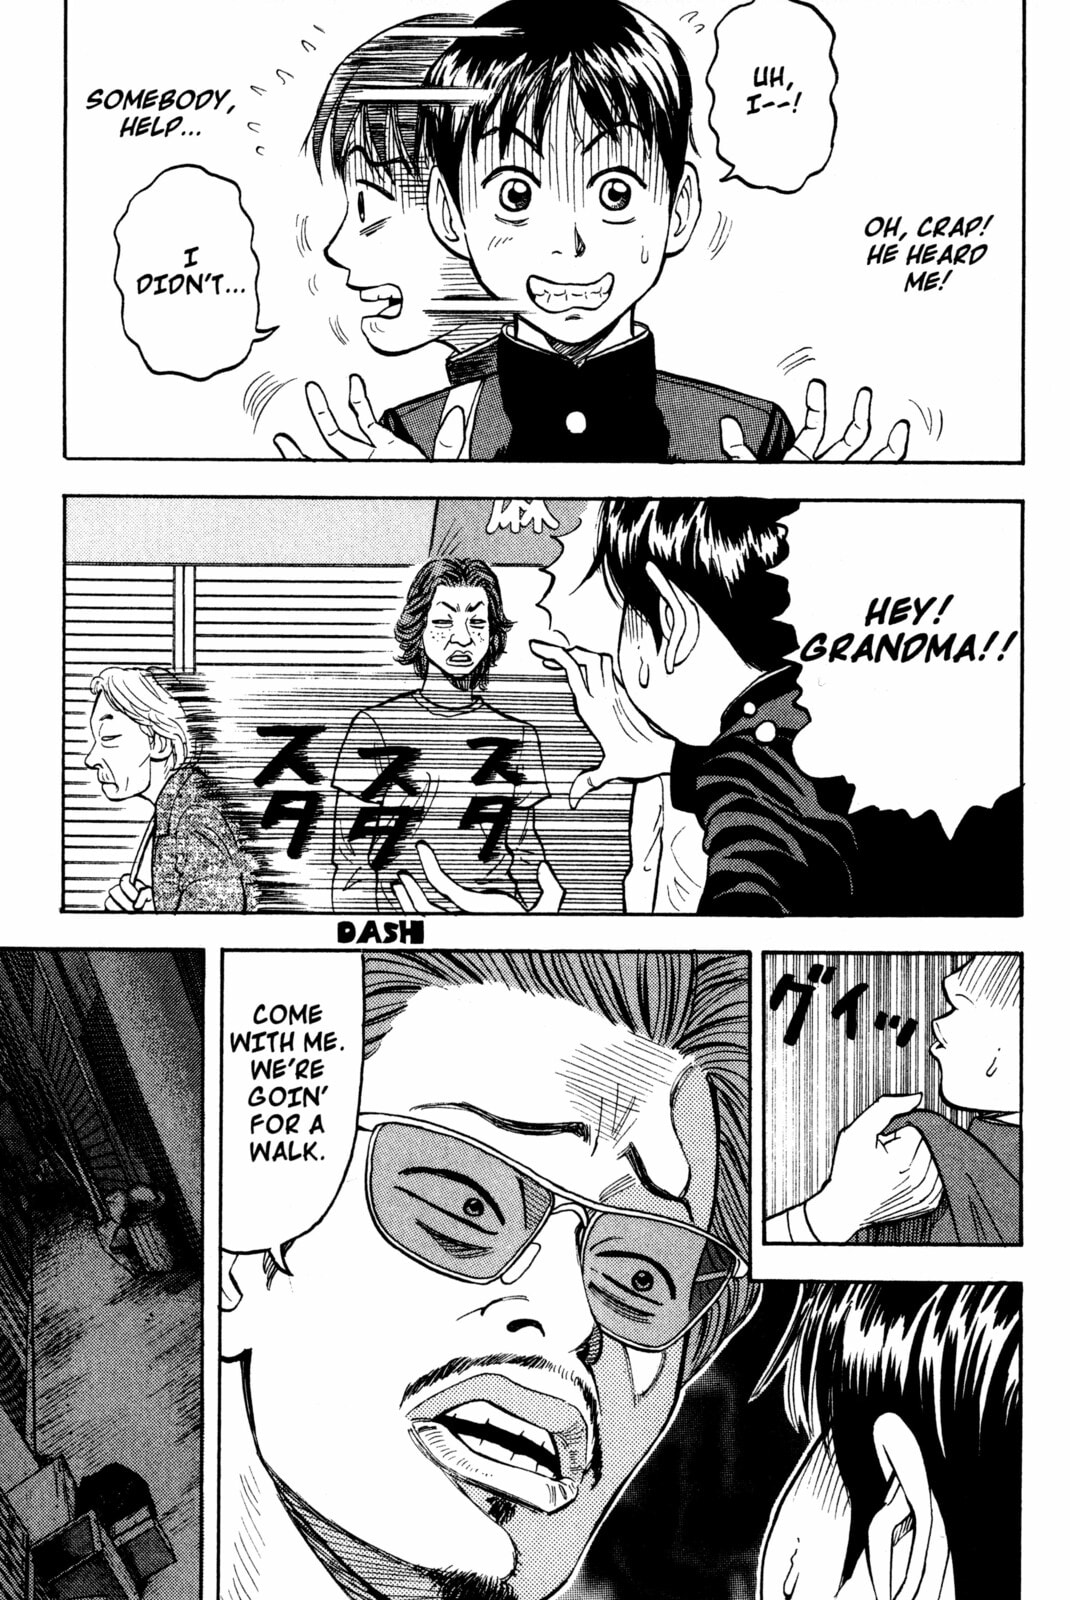 UH,
I--!
OH, CRAP!
HE HEARD
ME!
SOMEBODY,
HELP...
I
DIDN'T...
HEY!
GRANDMA!!
スタ
スタ
スタ
DASH
グイッ
COME
WITH ME.
WE'RE
GOIN'
FOR A
WALK.